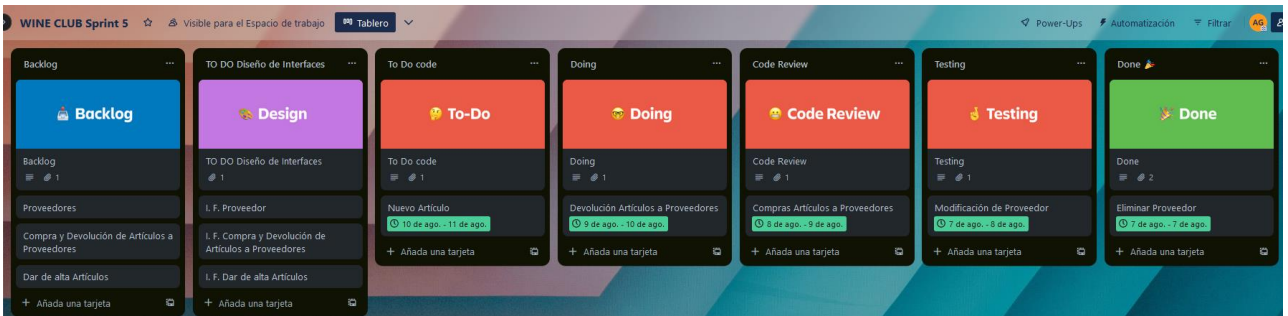 WINE CLUB Sprint 5
Visible para el Espacio de trabajo
Tablero
Power-Ups
Automatización
Filtrar
AG
Backlog
Backlog
Backlog
1
Proveedores
Compra y Devolución de Artículos a
Proveedores
Dar de alta Artículos
+ Añada una tarjeta
TO DO Diseño de Interfaces
Design
TO DO Diseño de Interfaces
1
I. F. Proveedor
I. F. Compra y Devolución de
Artículos a Proveedores
I. F. Dar de alta Artículos
+ Añada una tarjeta
To Do code
To-Do
To Do code
1
Nuevo Artículo
10 de ago. - 11 de ago.
+ Añada una tarjeta
Doing
Doing
Doing
1
Devolución Artículos a Proveedores
9 de ago. - 10 de ago.
+ Añada una tarjeta
Code Review
Code Review
Code Review
1
Compras Artículos a Proveedores
8 de ago. - 9 de ago.
+ Añada una tarjeta
Testing
Testing
Testing
1
Modificación de Proveedor
7 de ago. - 8 de ago.
+ Añada una tarjeta
Done 🎉
Done
Done
2
Eliminar Proveedor
7 de ago. - 7 de ago.
+ Añada una tarjeta